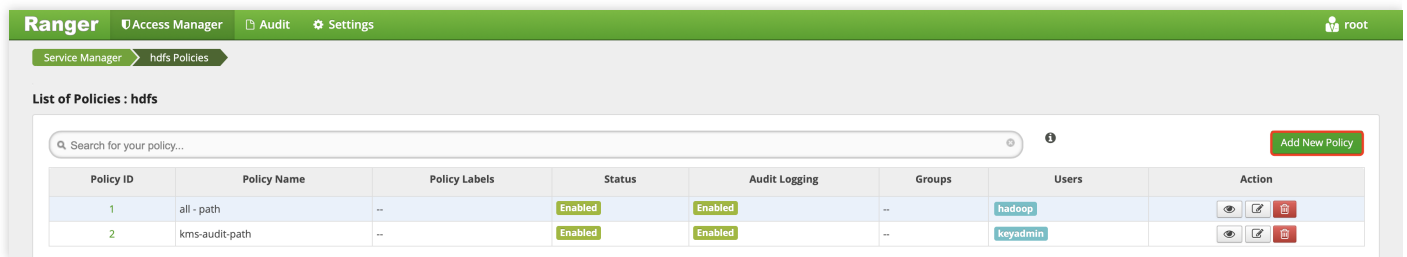 Ranger Access Manager Audit Settings root
Service Manager hdfs Policies
List of Policies : hdfs
Search for your policy...
Add New Policy
Policy ID Policy Name Policy Labels Status Audit Logging Groups Users Action
1 all - path -- Enabled Enabled -- hadoop
2 kms-audit-path -- Enabled Enabled -- keyadmin